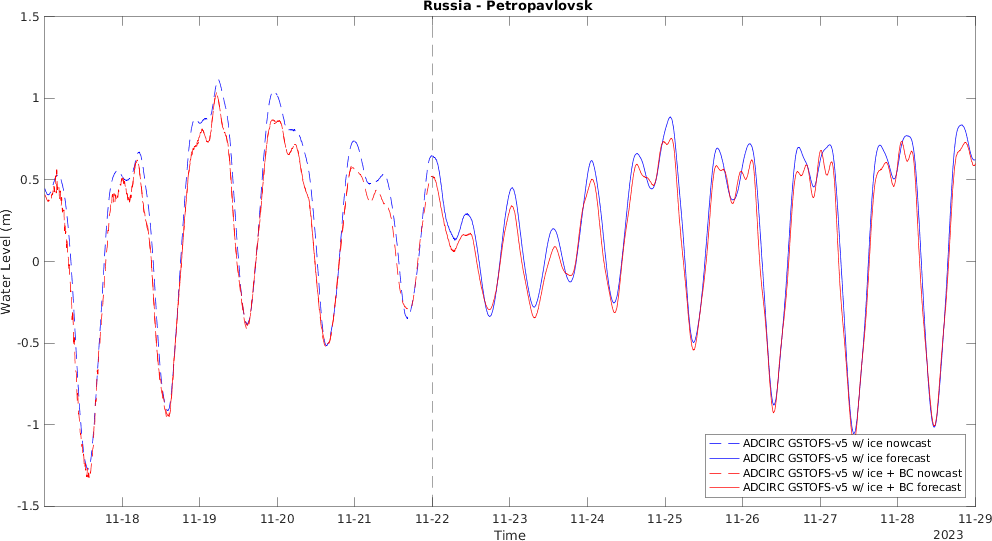 Russia - Petropavlovsk
1.5
1
0.5
0
-0.5
-1
-1.5
Water Level (m)
ADCIRC GSTOFS-v5 w/ ice nowcast
ADCIRC GSTOFS-v5 w/ ice forecast
ADCIRC GSTOFS-v5 w/ ice + BC nowcast
ADCIRC GSTOFS-v5 w/ ice + BC forecast
11-18 11-19 11-20 11-21 11-22 11-23 11-24 11-25 11-26 11-27 11-28 11-29
Time
2023